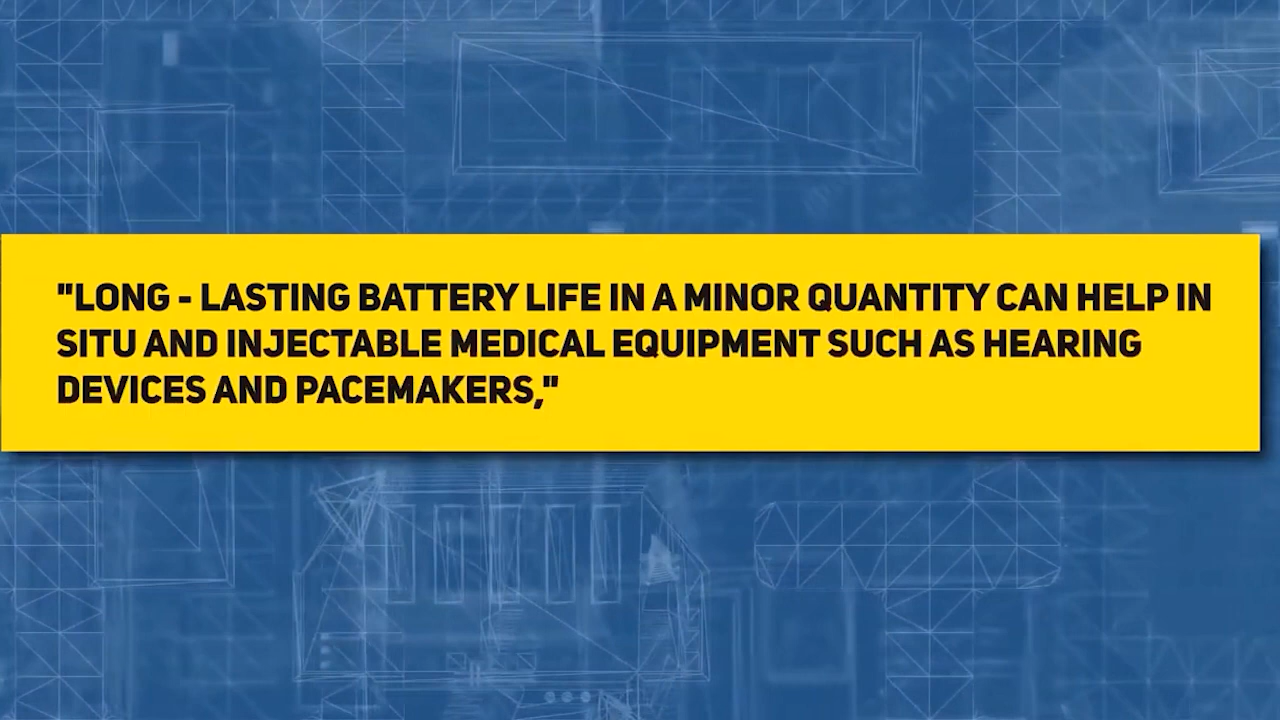 "LONG - LASTING BATTERY LIFE IN A MINOR QUANTITY CAN HELP IN
SITU AND INJECTABLE MEDICAL EQUIPMENT SUCH AS HEARING
DEVICES AND PACEMAKERS,"